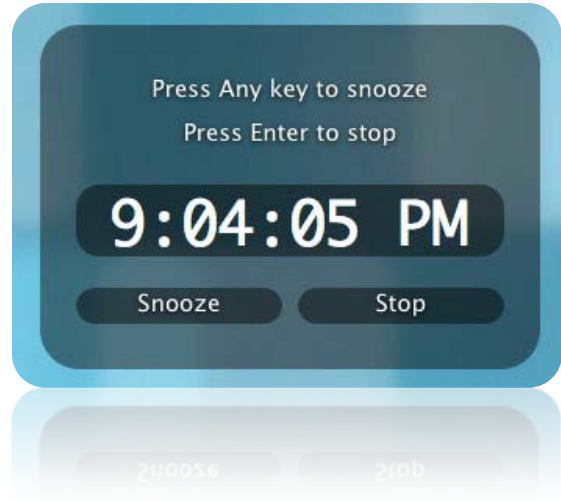 Press Any key to snooze
Press Enter to stop
9:04:05 PM
Snooze Stop